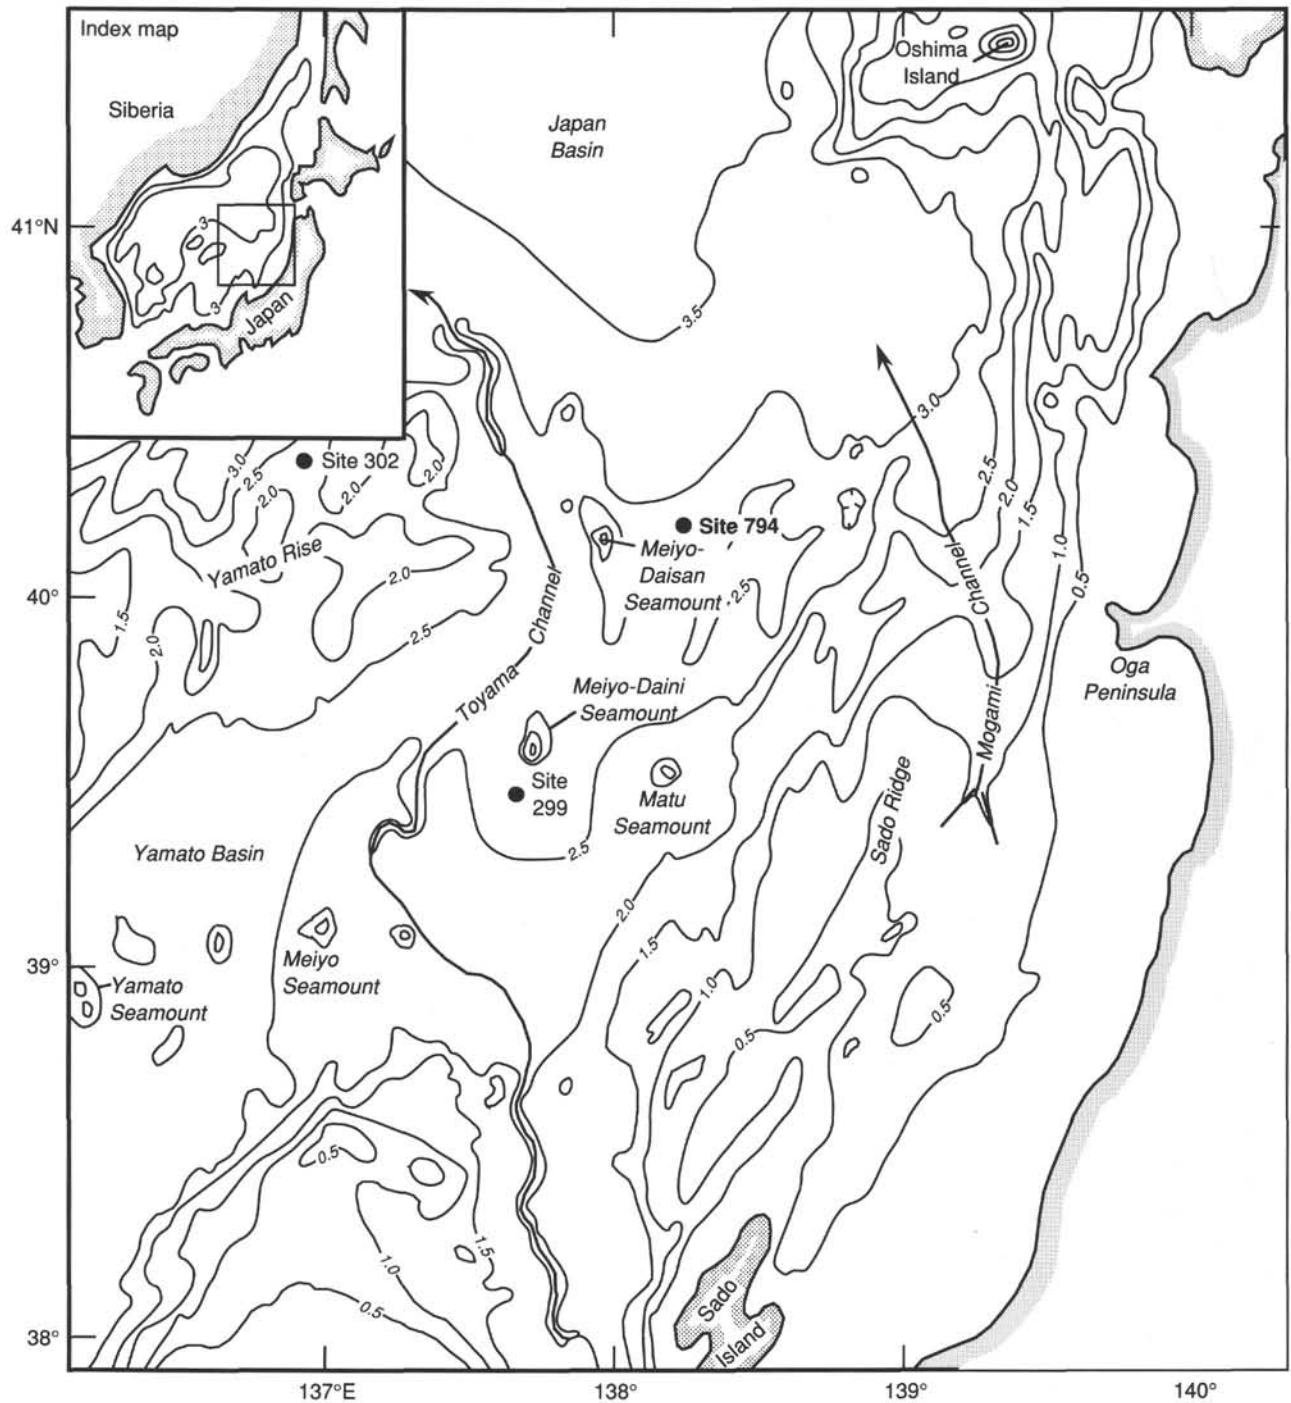 Index map
Siberia
3
3
Japan
Oshima
Island
Japan
Basin
41°N
3.5
3.0
Site 302
3.0
2.5
2.0
2.0
2.0
2.5
2.0
1.5
1.0
0.5
Site 794
Meiyo-
Daisan
Seamount
2.5
Yamato Rise
2.0
40°
1.5
2.0
2.5
Toyama Channel
Mogami Channel
Oga
Peninsula
Meiyo-Daini
Seamount
Site
299
Matu
Seamount
Sado Ridge
2.5
Yamato Basin
2.0
1.5
1.0
0.5
0.5
39°
Meiyo
Seamount
Yamato
Seamount
0.5
1.5
1.0
0.5
Sado
Island
38°
137°E
138°
139°
140°